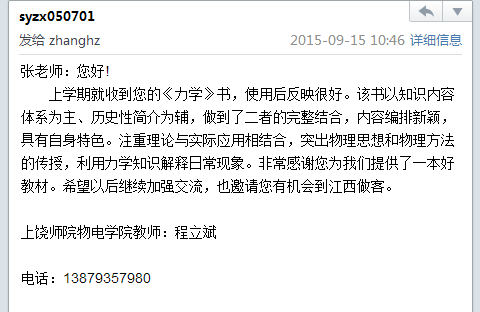 syzx050701
发给 zhanghz 2015-09-15 10:46 详细信息
张老师：您好！
上学期就收到您的《力学》书，使用后反映很好。该书以知识内容
体系为主、历史性简介为辅，做到了二者的完整结合，内容编排新颖，
具有自身特色。注重理论与实际应用相结合，突出物理思想和物理方法
的传授，利用力学知识解释日常现象。非常感谢您为我们提供了一本好
教材。希望以后继续加强交流，也邀请您有机会到江西做客。
上饶师院物电学院教师：程立斌
电话：13879357980